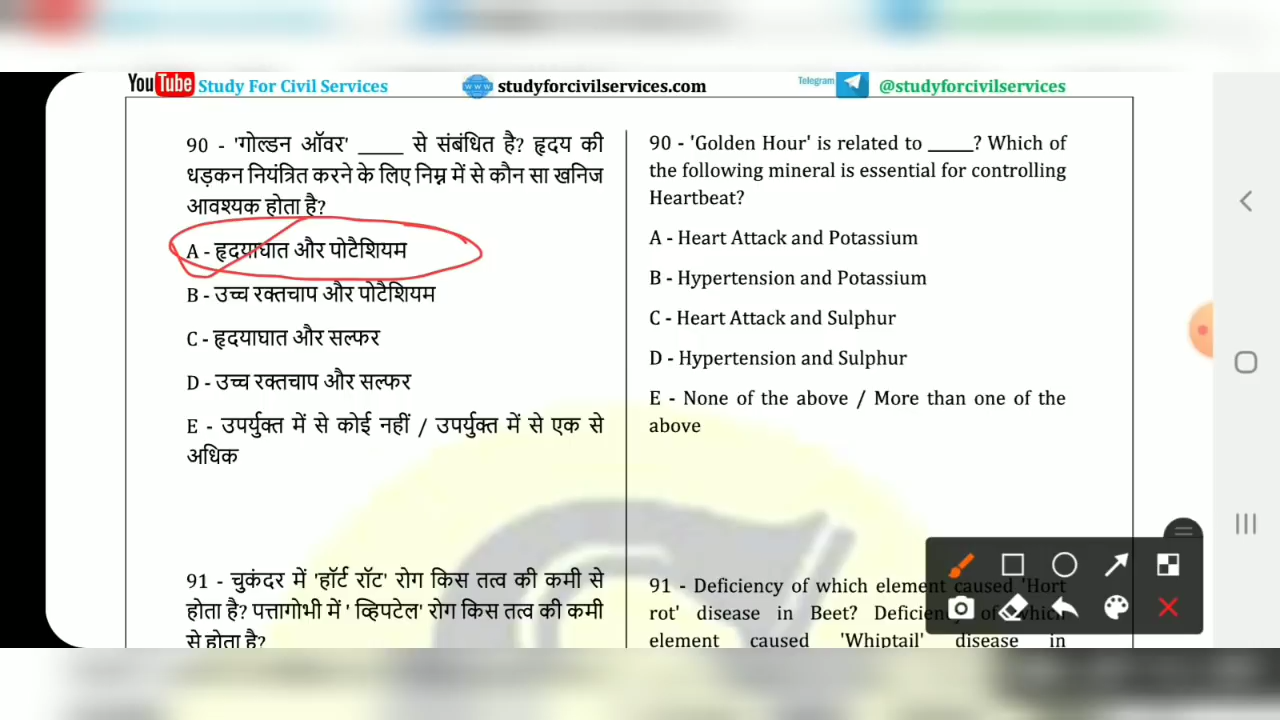 YouTube Study For Civil Services
www studyforcivilservices.com
Telegram @studyforcivilservices
90 - 'गोल्डन ऑवर' _____ से संबंधित है? हृदय की
धड़कन नियंत्रित करने के लिए निम्न में से कौन सा खनिज
आवश्यक होता है?
A - हृदयाघात और पोटैशियम
B - उच्च रक्तचाप और पोटैशियम
C - हृदयाघात और सल्फर
D - उच्च रक्तचाप और सल्फर
E - उपर्युक्त में से कोई नहीं / उपर्युक्त में से एक से
अधिक
91 - चुकंदर में 'हॉर्ट रॉट' रोग किस तत्व की कमी से
होता है? पत्तागोभी में ' व्हिपटेल' रोग किस तत्व की कमी
से होता है?
90 - 'Golden Hour' is related to _____? Which of
the following mineral is essential for controlling
Heartbeat?
A - Heart Attack and Potassium
B - Hypertension and Potassium
C - Heart Attack and Sulphur
D - Hypertension and Sulphur
E - None of the above / More than one of the
above
91 - Deficiency of which element caused 'Hort
rot' disease in Beet? Deficiency of which
element caused 'Whiptail' disease in